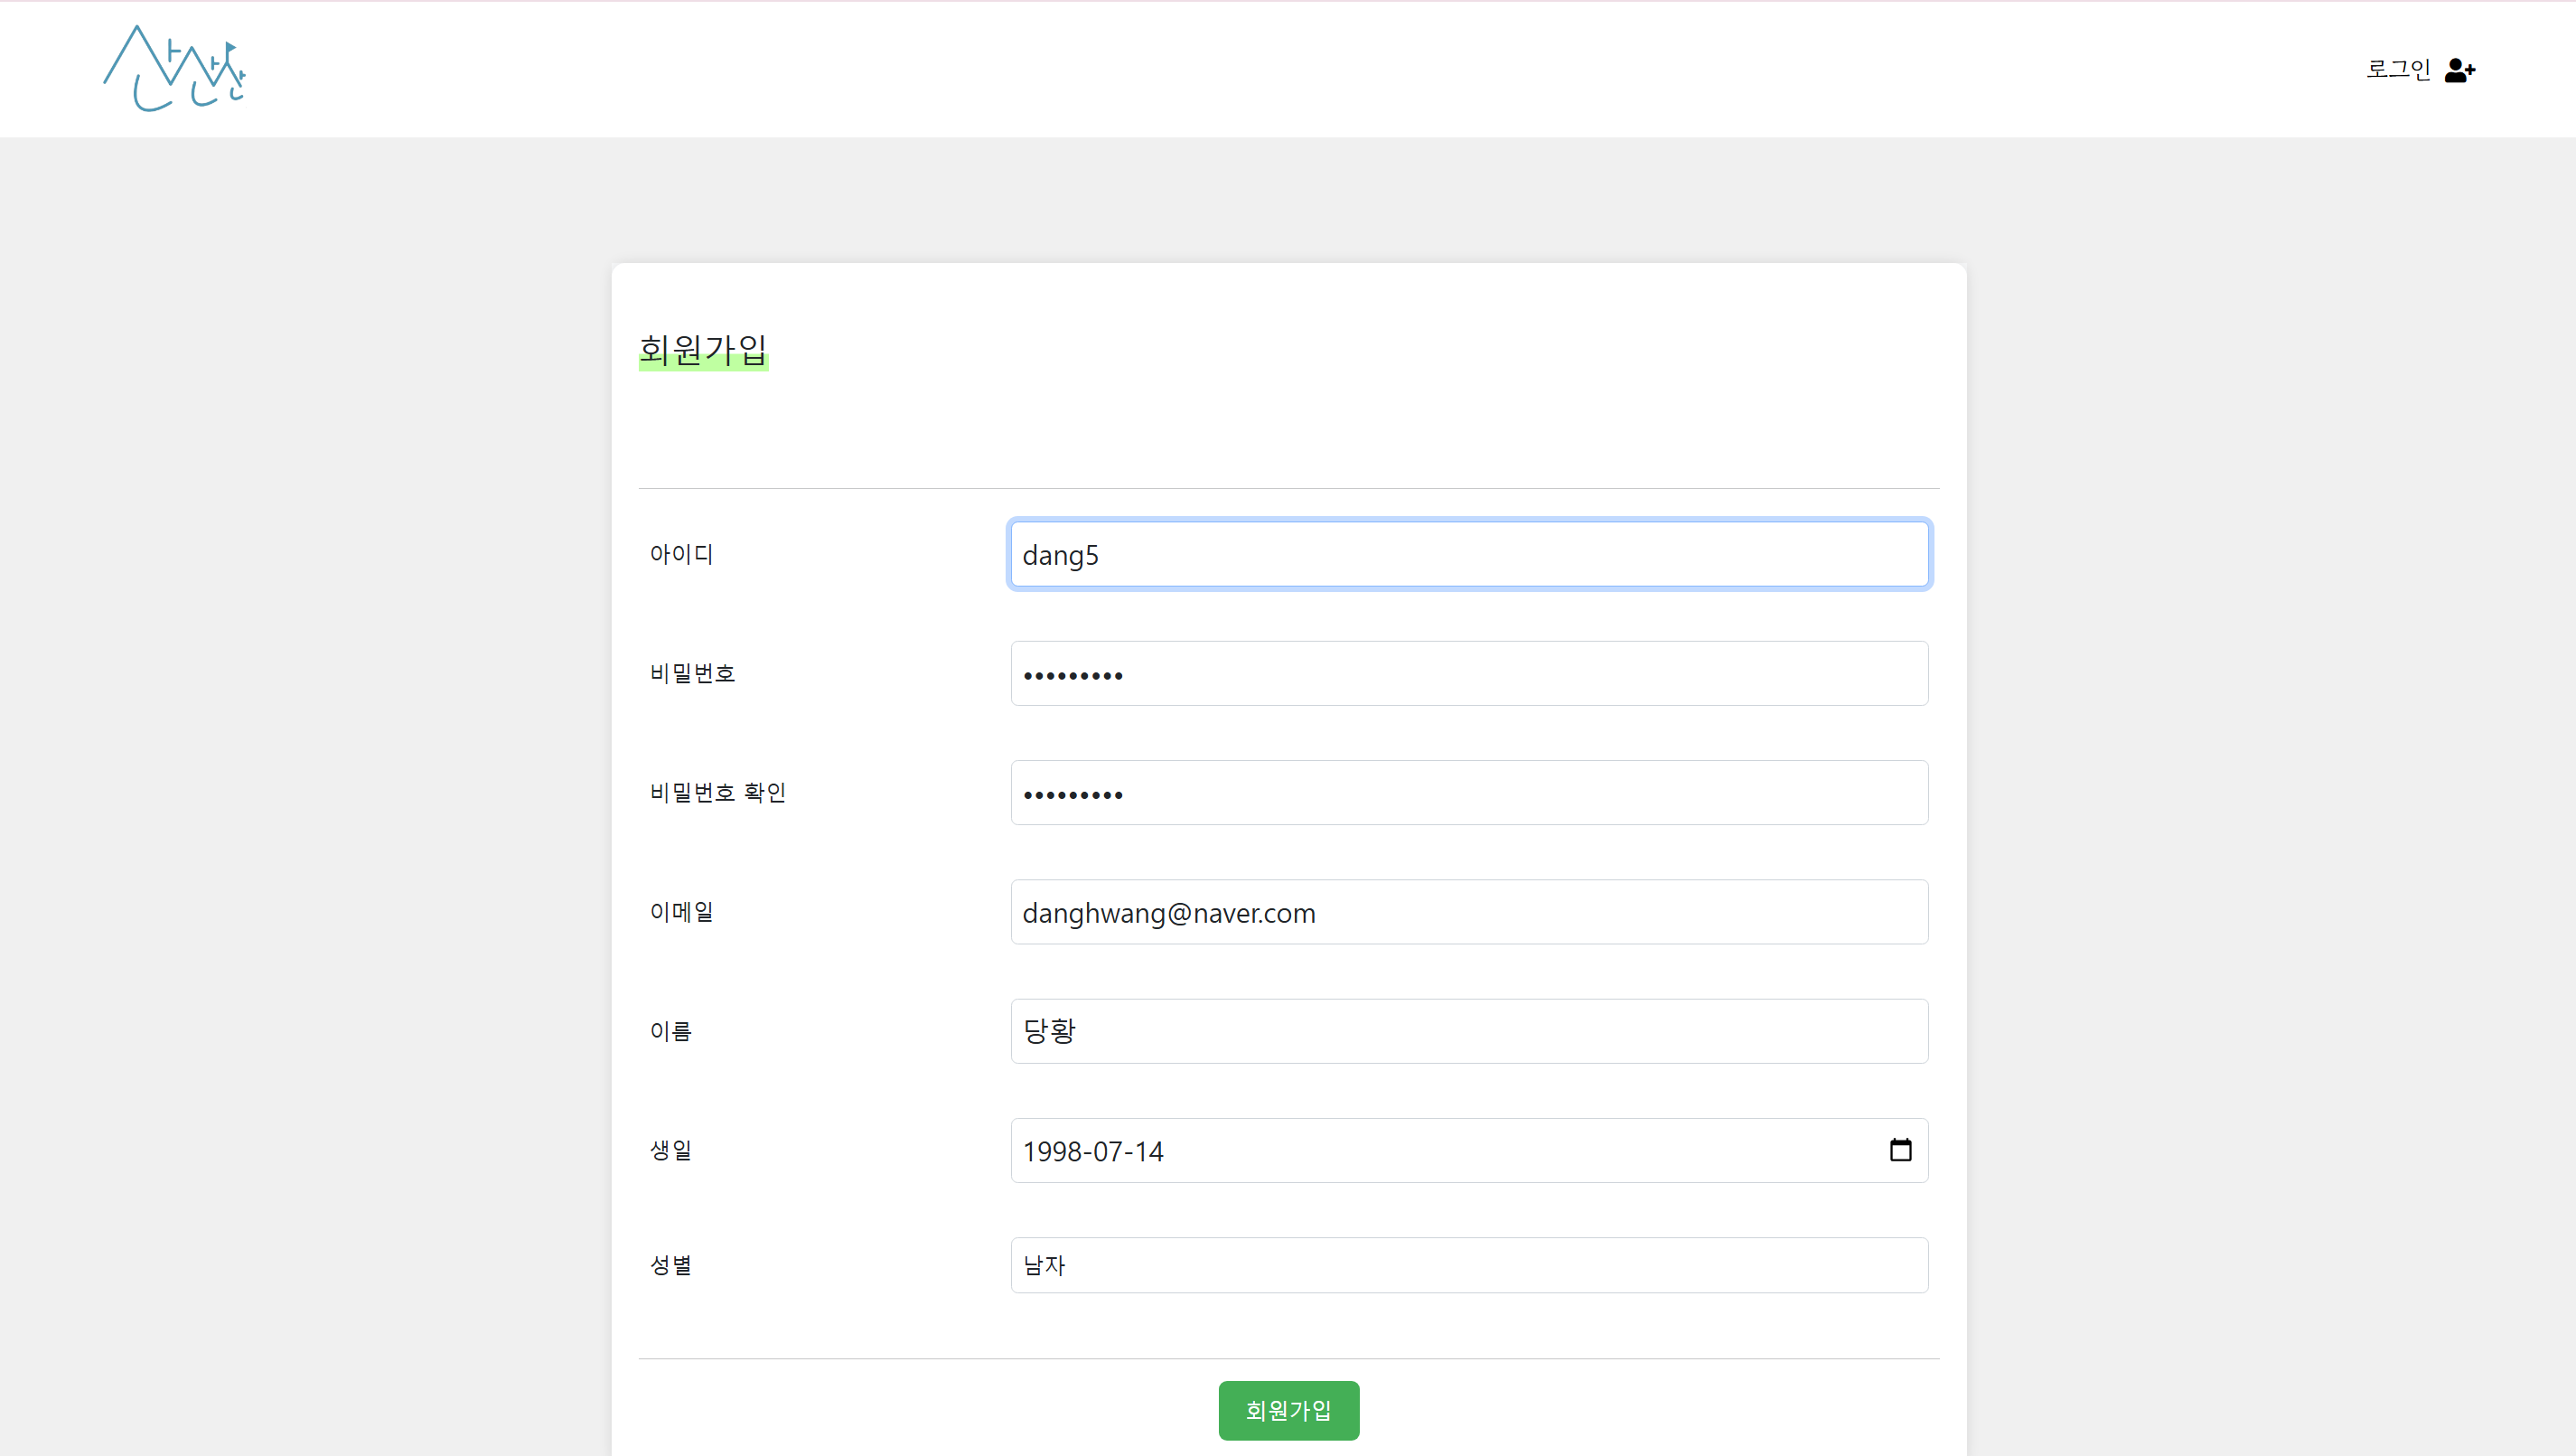 산산산
로그인
회원가입
아이디
dang5
비밀번호
•••••••••
비밀번호 확인
•••••••••
이메일
danghwang@naver.com
이름
당황
생일
1998-07-14
성별
남자
회원가입